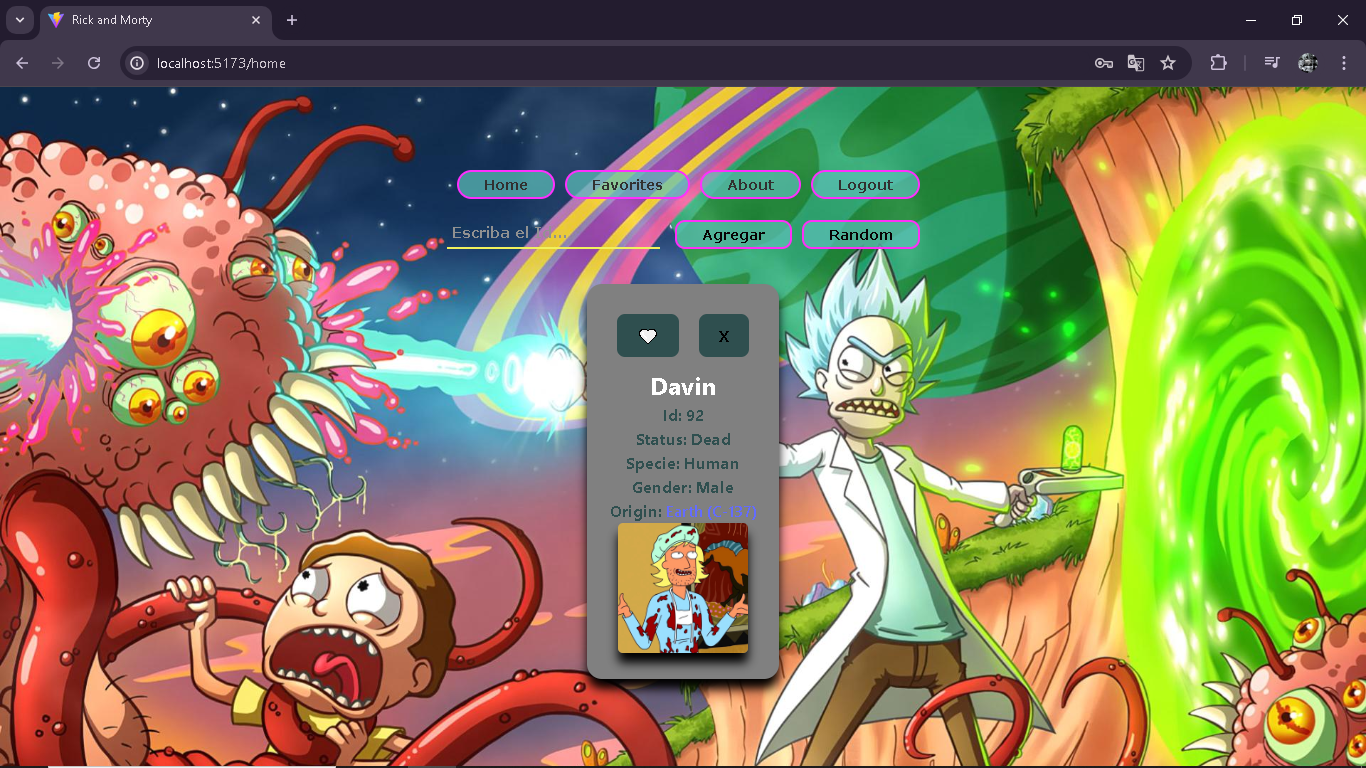 Rick and Morty
localhost:5173/home
Home Favorites About Logout
Escriba el
Agregar Random
X
Davin
Id: 92
Status: Dead
Specie: Human
Gender: Male
Origin: Earth (C-137)